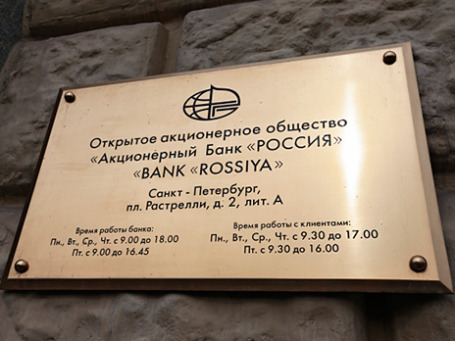 Открытое акционерное общество
«Акционерный Банк «РОССИЯ»
«BANK «ROSSIYA»
Санкт - Петербург,
пл. Растрелли, д. 2, лит. А
Время работы банка:
Пн., Вт., Ср., Чт. с 9.00 до 18.00
Пт. с 9.00 до 16.45
Время работы с клиентами:
Пн., Вт., Ср., Чт. с 9.30 до 17.00
Пт. с 9.30 до 16.00